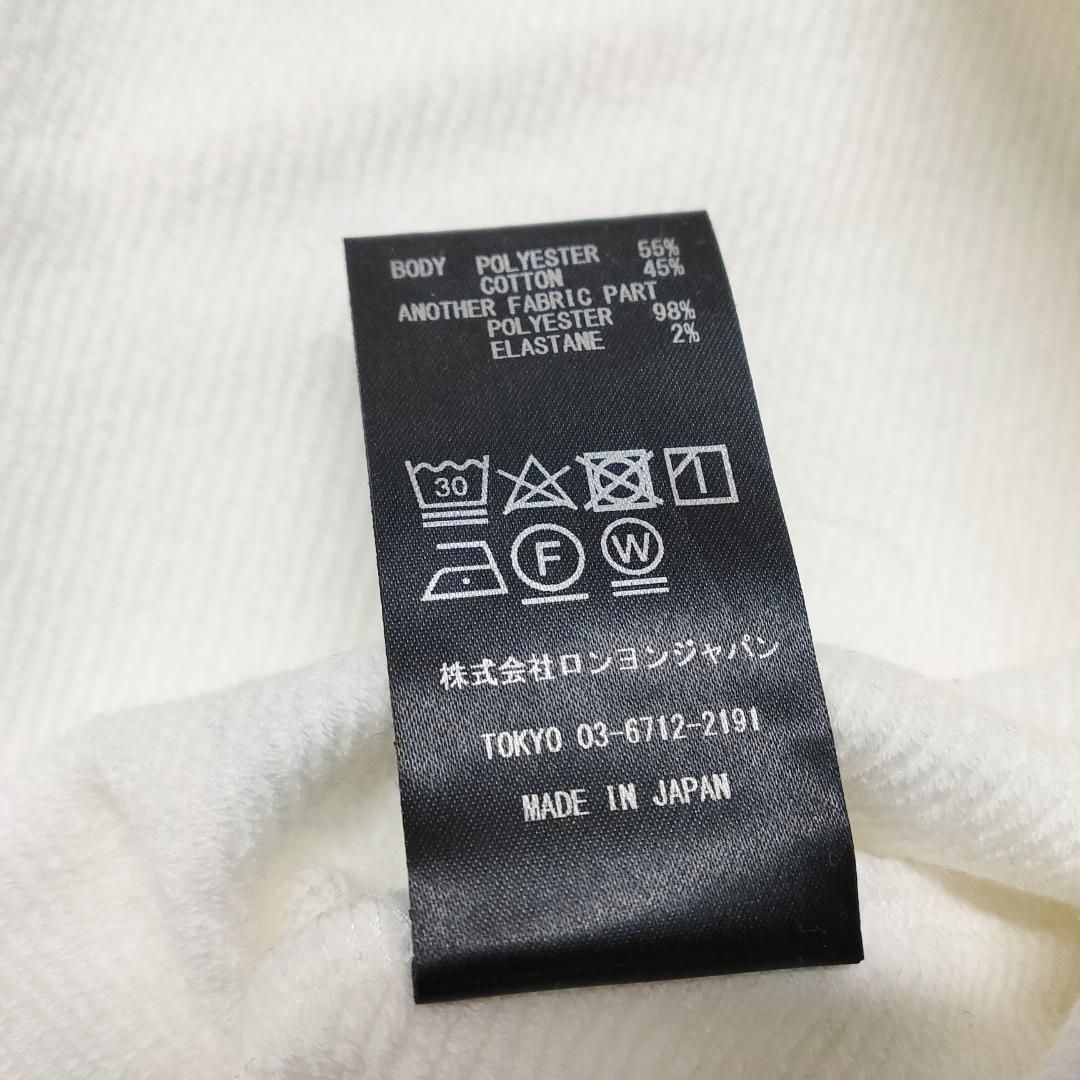 BODY POLYESTER 55%
COTTON 45%
ANOTHER FABRIC PART
POLYESTER 98%
ELASTANE 2%
30
F W
株式会社ロンヨンジャパン
TOKYO 03-6712-2191
MADE IN JAPAN